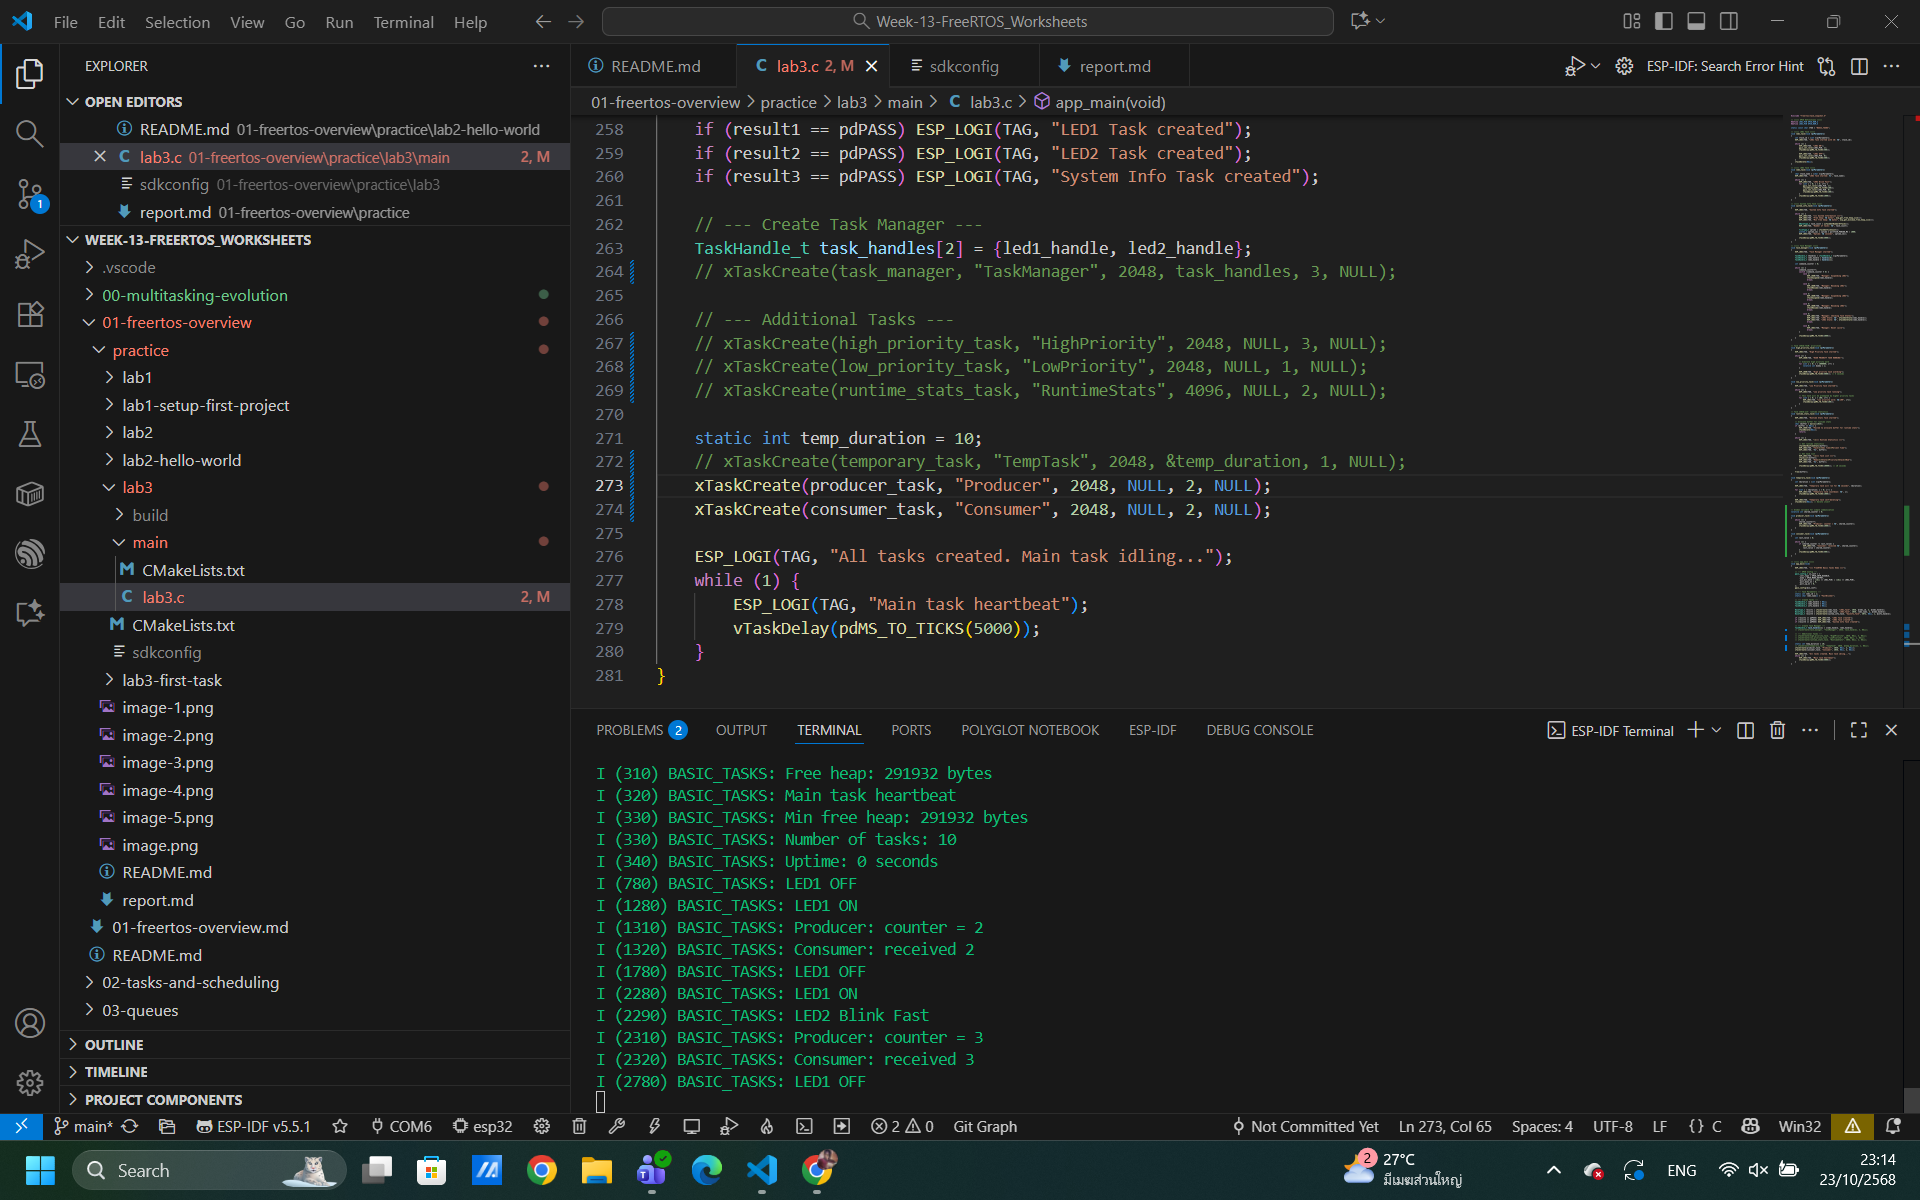 File Edit Selection View Go Run Terminal Help
Week-13-FreeRTOS_Worksheets
EXPLORER
OPEN EDITORS
README.md 01-freertos-overview\practice\lab2-hello-world
lab3.c 01-freertos-overview\practice\lab3\main 2, M
sdkconfig 01-freertos-overview\practice\lab3
report.md 01-freertos-overview\practice
WEEK-13-FREERTOS_WORKSHEETS
.vscode
00-multitasking-evolution
01-freertos-overview
practice
lab1
lab1-setup-first-project
lab2
lab2-hello-world
lab3
build
main
CMakeLists.txt
lab3.c 2, M
CMakeLists.txt
sdkconfig
lab3-first-task
image-1.png
image-2.png
image-3.png
image-4.png
image-5.png
image.png
README.md
report.md
01-freertos-overview.md
README.md
02-tasks-and-scheduling
03-queues
OUTLINE
TIMELINE
PROJECT COMPONENTS
1
README.md lab3.c 2, M sdkconfig report.md
ESP-IDF: Search Error Hint
01-freertos-overview > practice > lab3 > main > C lab3.c > app_main(void)
258 if (result1 == pdPASS) ESP_LOGI(TAG, "LED1 Task created");
259 if (result2 == pdPASS) ESP_LOGI(TAG, "LED2 Task created");
260 if (result3 == pdPASS) ESP_LOGI(TAG, "System Info Task created");
261
262 // --- Create Task Manager ---
263 TaskHandle_t task_handles[2] = {led1_handle, led2_handle};
264 // xTaskCreate(task_manager, "TaskManager", 2048, task_handles, 3, NULL);
265
266 // --- Additional Tasks ---
267 // xTaskCreate(high_priority_task, "HighPriority", 2048, NULL, 3, NULL);
268 // xTaskCreate(low_priority_task, "LowPriority", 2048, NULL, 1, NULL);
269 // xTaskCreate(runtime_stats_task, "RuntimeStats", 4096, NULL, 2, NULL);
270
271 static int temp_duration = 10;
272 // xTaskCreate(temporary_task, "TempTask", 2048, &temp_duration, 1, NULL);
273 xTaskCreate(producer_task, "Producer", 2048, NULL, 2, NULL);
274 xTaskCreate(consumer_task, "Consumer", 2048, NULL, 2, NULL);
275
276 ESP_LOGI(TAG, "All tasks created. Main task idling...");
277 while (1) {
278 ESP_LOGI(TAG, "Main task heartbeat");
279 vTaskDelay(pdMS_TO_TICKS(5000));
280 }
281 }
PROBLEMS 2 OUTPUT TERMINAL PORTS POLYGLOT NOTEBOOK ESP-IDF DEBUG CONSOLE
ESP-IDF Terminal
I (310) BASIC_TASKS: Free heap: 291932 bytes
I (320) BASIC_TASKS: Main task heartbeat
I (330) BASIC_TASKS: Min free heap: 291932 bytes
I (330) BASIC_TASKS: Number of tasks: 10
I (340) BASIC_TASKS: Uptime: 0 seconds
I (780) BASIC_TASKS: LED1 OFF
I (1280) BASIC_TASKS: LED1 ON
I (1310) BASIC_TASKS: Producer: counter = 2
I (1320) BASIC_TASKS: Consumer: received 2
I (1780) BASIC_TASKS: LED1 OFF
I (2280) BASIC_TASKS: LED1 ON
I (2290) BASIC_TASKS: LED2 Blink Fast
I (2310) BASIC_TASKS: Producer: counter = 3
I (2320) BASIC_TASKS: Consumer: received 3
I (2780) BASIC_TASKS: LED1 OFF
main* ESP-IDF v5.5.1 COM6 esp32 2 0 Git Graph Not Committed Yet Ln 273, Col 65 Spaces: 4 UTF-8 LF {} C Win32
Search
2 27°C
มีเมฆส่วนใหญ่
ENG
23:14
23/10/2568